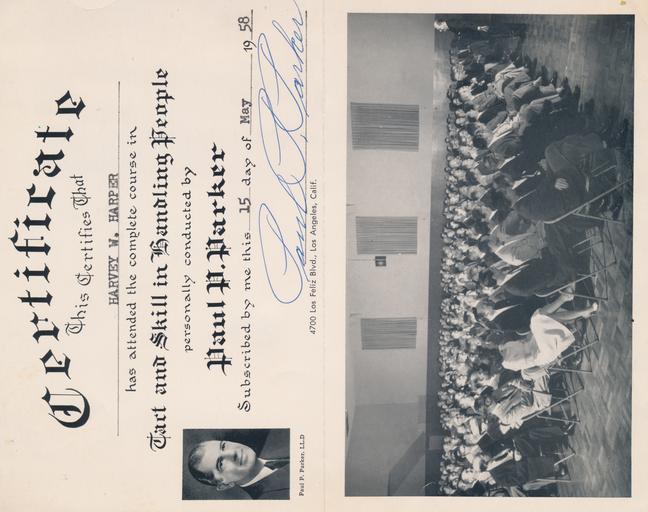 Certificate
This Certifies That
HARVEY W. HARPER
has attended the complete course in
Tact and Skill in Handling People
personally conducted by
Paul P. Parker
Subscribed by me this 15 day of May 1958
Paul P. Parker
4700 Los Feliz Blvd., Los Angeles, Calif.
Paul P. Parker, LL.D